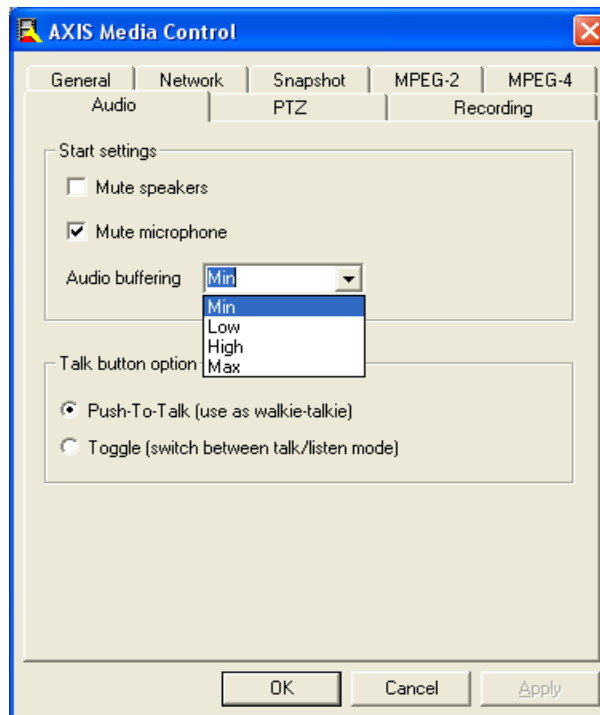 AXIS Media Control
General Network Snapshot MPEG-2 MPEG-4
Audio PTZ Recording
Start settings
Mute speakers
Mute microphone
Audio buffering Min
Min
Low
High
Max
Talk button option
Push-To-Talk (use as walkie-talkie)
Toggle (switch between talk/listen mode)
OK Cancel Apply